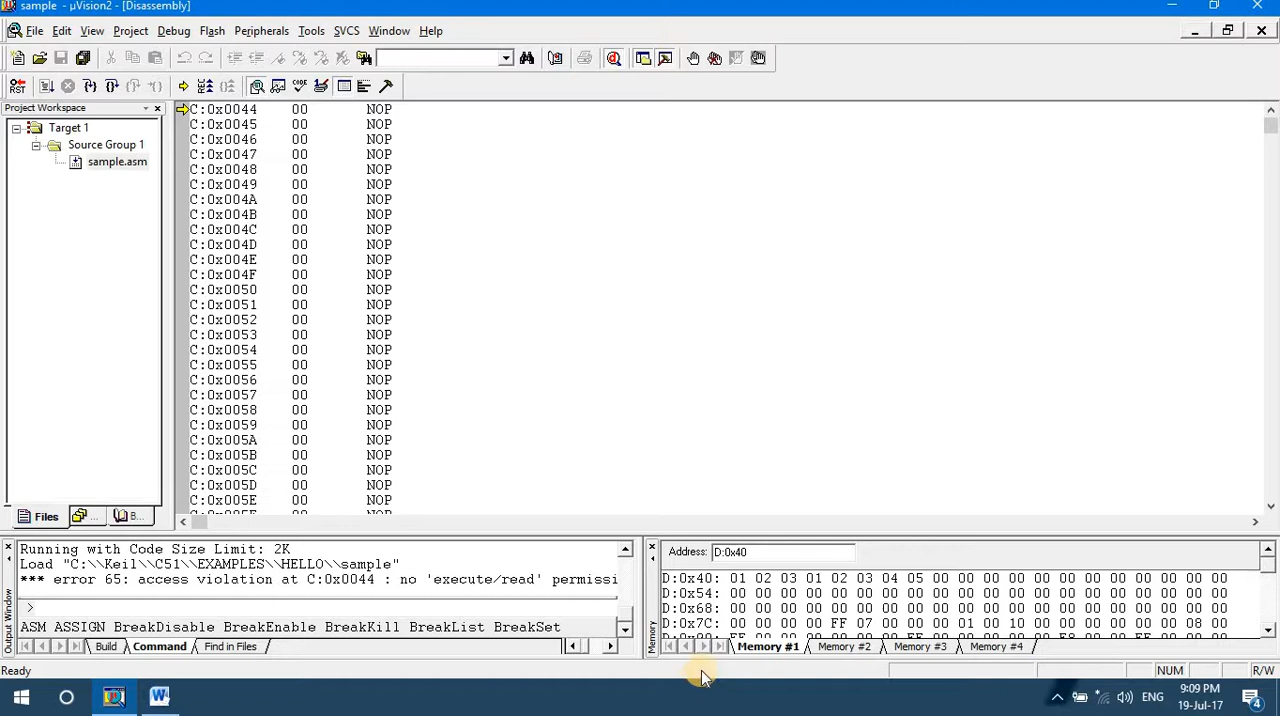 sample - µVision2 - [Disassembly]
File Edit View Project Debug Flash Peripherals Tools SVCS Window Help
Project Workspace
Target 1
Source Group 1
sample.asm
Files
...
B...
C:0x0044 00 NOP
C:0x0045 00 NOP
C:0x0046 00 NOP
C:0x0047 00 NOP
C:0x0048 00 NOP
C:0x0049 00 NOP
C:0x004A 00 NOP
C:0x004B 00 NOP
C:0x004C 00 NOP
C:0x004D 00 NOP
C:0x004E 00 NOP
C:0x004F 00 NOP
C:0x0050 00 NOP
C:0x0051 00 NOP
C:0x0052 00 NOP
C:0x0053 00 NOP
C:0x0054 00 NOP
C:0x0055 00 NOP
C:0x0056 00 NOP
C:0x0057 00 NOP
C:0x0058 00 NOP
C:0x0059 00 NOP
C:0x005A 00 NOP
C:0x005B 00 NOP
C:0x005C 00 NOP
C:0x005D 00 NOP
C:0x005E 00 NOP
Output Window
Running with Code Size Limit: 2K
Load "C:\\Keil\\C51\\EXAMPLES\\HELLO\\sample"
*** error 65: access violation at C:0x0044 : no 'execute/read' permissi
>
ASM ASSIGN BreakDisable BreakEnable BreakKill BreakList BreakSet
Build Command Find in Files
Memory
Address: D:0x40
D:0x40: 01 02 03 01 02 03 04 05 00 00 00 00 00 00 00 00 00 00 00 00
D:0x54: 00 00 00 00 00 00 00 00 00 00 00 00 00 00 00 00 00 00 00 00
D:0x68: 00 00 00 00 00 00 00 00 00 00 00 00 00 00 00 00 00 00 00 00
D:0x7C: 00 00 00 00 FF 07 00 00 00 01 00 10 00 00 00 00 00 00 08 00
Memory #1 Memory #2 Memory #3 Memory #4
Ready
NUM
R/W
ENG
9:09 PM
19-Jul-17
4